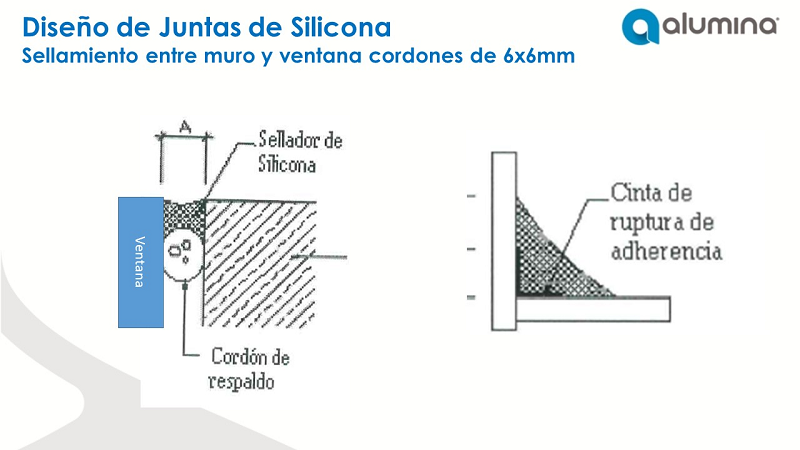 Diseño de Juntas de Silicona
Sellamiento entre muro y ventana cordones de 6x6mm
alumina
A
Sellador de
Silicona
Ventana
Cordón de
respaldo
Cinta de
ruptura de
adherencia